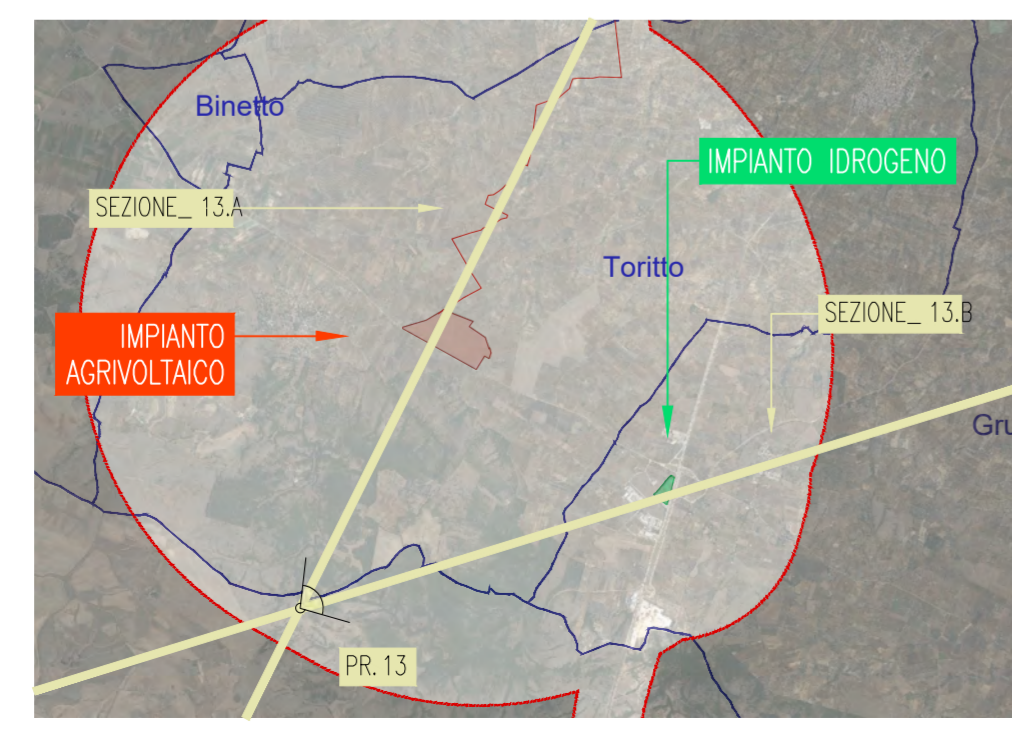 Binetto
IMPIANTO IDROGENO
SEZIONE_ 13.A
Toritto
SEZIONE_ 13.B
IMPIANTO
AGRIVOLTAICO
Gru
PR.13